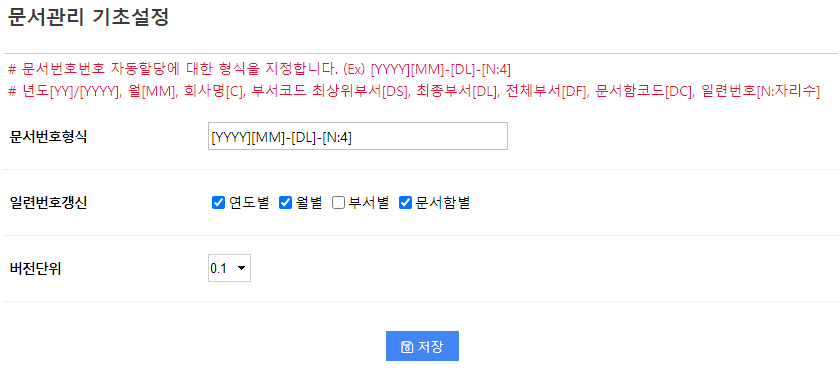 문서관리 기초설정
# 문서번호번호 자동할당에 대한 형식을 지정합니다. (Ex) [YYYY][MM]-[DL]-[N:4]
# 년도[YY]/[YYYY], 월[MM], 회사명[C], 부서코드 최상위부서[DS], 최종부서[DL], 전체부서[DF], 문서함코드[DC], 일련번호[N:자리수]
문서번호형식 [YYYY][MM]-[DL]-[N:4]
일련번호갱신 연도별 월별 부서별 문서함별
버전단위 0.1
저장